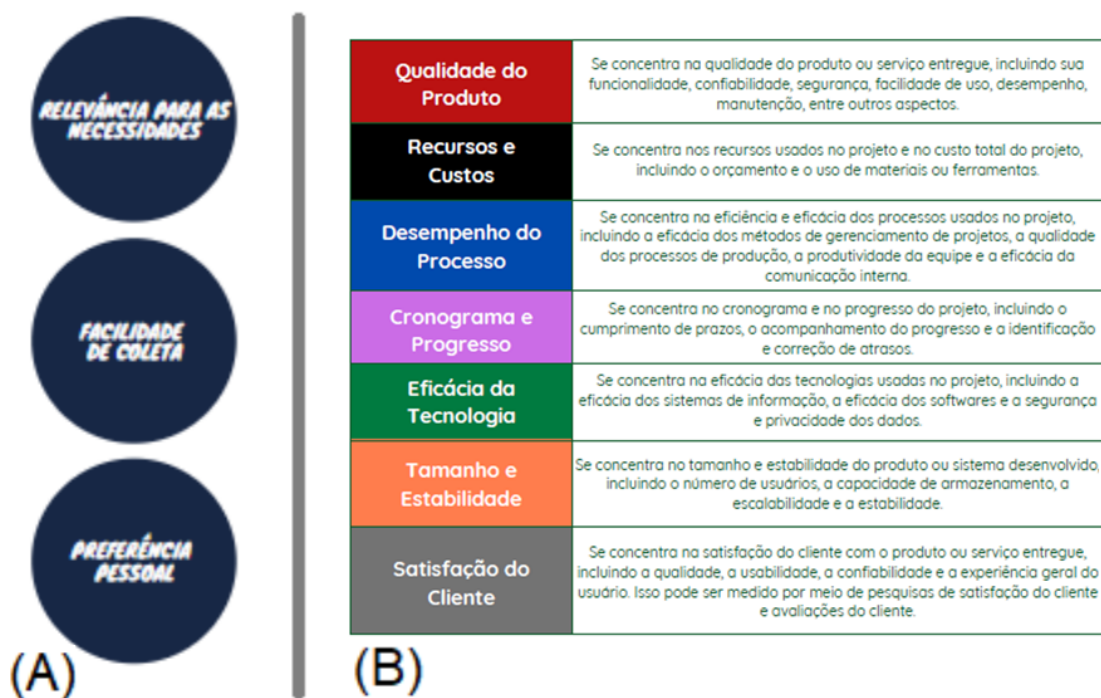 RELEVÂNCIA PARA AS
NECESSIDADES
FACILIDADE
DE COLETA
PREFERÊNCIA
PESSOAL
(A)
Qualidade do
Produto
Se concentra na qualidade do produto ou serviço entregue, incluindo sua
funcionalidade, confiabilidade, segurança, facilidade de uso, desempenho,
manutenção, entre outros aspectos.
Recursos e
Custos
Se concentra nos recursos usados no projeto e no custo total do projeto,
incluindo o orçamento e o uso de materiais ou ferramentas.
Desempenho do
Processo
Se concentra na eficiência e eficácia dos processos usados no projeto,
incluindo a eficácia dos métodos de gerenciamento de projetos, a qualidade
dos processos de produção, a produtividade da equipe e a eficácia da
comunicação interna.
Cronograma e
Progresso
Se concentra no cronograma e no progresso do projeto, incluindo o
cumprimento de prazos, o acompanhamento do progresso e a identificação
e correção de atrasos.
Eficácia da
Tecnologia
Se concentra na eficácia das tecnologias usadas no projeto, incluindo a
eficácia dos sistemas de informação, a eficácia dos softwares e a segurança
e privacidade dos dados.
Tamanho e
Estabilidade
Se concentra no tamanho e estabilidade do produto ou sistema desenvolvido,
incluindo o número de usuários, a capacidade de armazenamento, a
escalabilidade e a estabilidade.
Satisfação do
Cliente
Se concentra na satisfação do cliente com o produto ou serviço entregue,
incluindo a qualidade, a usabilidade, a confiabilidade e a experiência geral do
usuário. Isso pode ser medido por meio de pesquisas de satisfação do cliente
e avaliações do cliente.
(B)